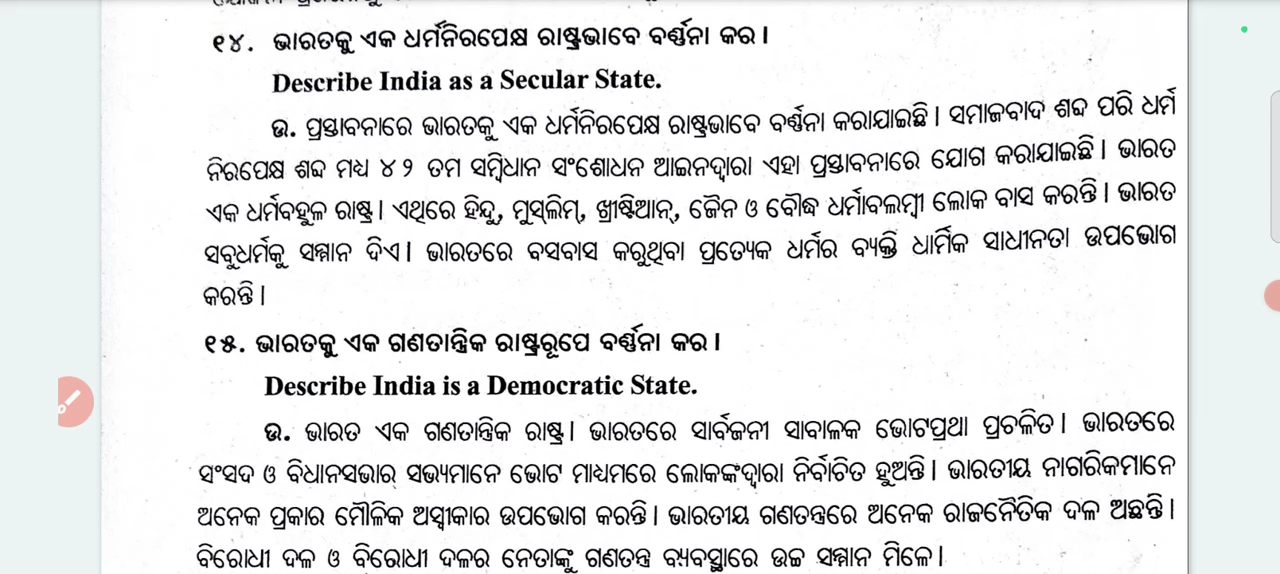 ୧୪. ଭାରତକୁ ଏକ ଧର୍ମନିରପେକ୍ଷ ରାଷ୍ଟ୍ରଭାବେ ବର୍ଣ୍ଣନା କର।
Describe India as a Secular State.
ଉ. ପ୍ରସ୍ତାବନାରେ ଭାରତକୁ ଏକ ଧର୍ମନିରପେକ୍ଷ ରାଷ୍ଟ୍ରଭାବେ ବର୍ଣ୍ଣନା କରାଯାଇଛି। ସମାଜବାଦ ଶବ୍ଦ ପରି ଧର୍ମ
ନିରପେକ୍ଷ ଶବ୍ଦ ମଧ୍ୟ ୪୨ ତମ ସମ୍ବିଧାନ ସଂଶୋଧନ ଆଇନଦ୍ୱାରା ଏହା ପ୍ରସ୍ତାବନାରେ ଯୋଗ କରାଯାଇଛି। ଭାରତ
ଏକ ଧର୍ମବହୁଳ ରାଷ୍ଟ୍ର। ଏଥିରେ ହିନ୍ଦୁ, ମୁସ୍‌ଲିମ୍, ଖ୍ରୀଷ୍ଟିଆନ୍, ଜୈନ ଓ ବୌଦ୍ଧ ଧର୍ମାବଲମ୍ବୀ ଲୋକ ବାସ କରନ୍ତି। ଭାରତ
ସବୁଧର୍ମକୁ ସମ୍ମାନ ଦିଏ। ଭାରତରେ ବସବାସ କରୁଥିବା ପ୍ରତ୍ୟେକ ଧର୍ମର ବ୍ୟକ୍ତି ଧାର୍ମିକ ସାଧୀନତା ଉପଭୋଗ
କରନ୍ତି।
୧୫. ଭାରତକୁ ଏକ ଗଣତାନ୍ତ୍ରିକ ରାଷ୍ଟ୍ରରୂପେ ବର୍ଣ୍ଣନା କର।
Describe India is a Democratic State.
ଉ. ଭାରତ ଏକ ଗଣତାନ୍ତ୍ରିକ ରାଷ୍ଟ୍ର। ଭାରତରେ ସାର୍ବଜନୀ ସାବାଳକ ଭୋଟପ୍ରଥା ପ୍ରଚଳିତ। ଭାରତରେ
ସଂସଦ ଓ ବିଧାନସଭାର୍ ସଭ୍ୟମାନେ ଭୋଟ ମାଧ୍ୟମରେ ଲୋକଙ୍କଦ୍ୱାରା ନିର୍ବାଚିତ ହୁଅନ୍ତି। ଭାରତୀୟ ନାଗରିକମାନେ
ଅନେକ ପ୍ରକାର ମୌଳିକ ଅସ୍ୱୀକାର ଉପଭୋଗ କରନ୍ତି। ଭାରତୀୟ ଗଣତନ୍ତ୍ରରେ ଅନେକ ରାଜନୈତିକ ଦଳ ଅଛନ୍ତି।
ବିରୋଧୀ ଦଳ ଓ ବିରୋଧୀ ଦଳର ନେତାଙ୍କୁ ଗଣତନ୍ତ୍ର ବ୍ୟବସ୍ଥାରେ ଉଚ୍ଚ ସମ୍ମାନ ମିଳେ।